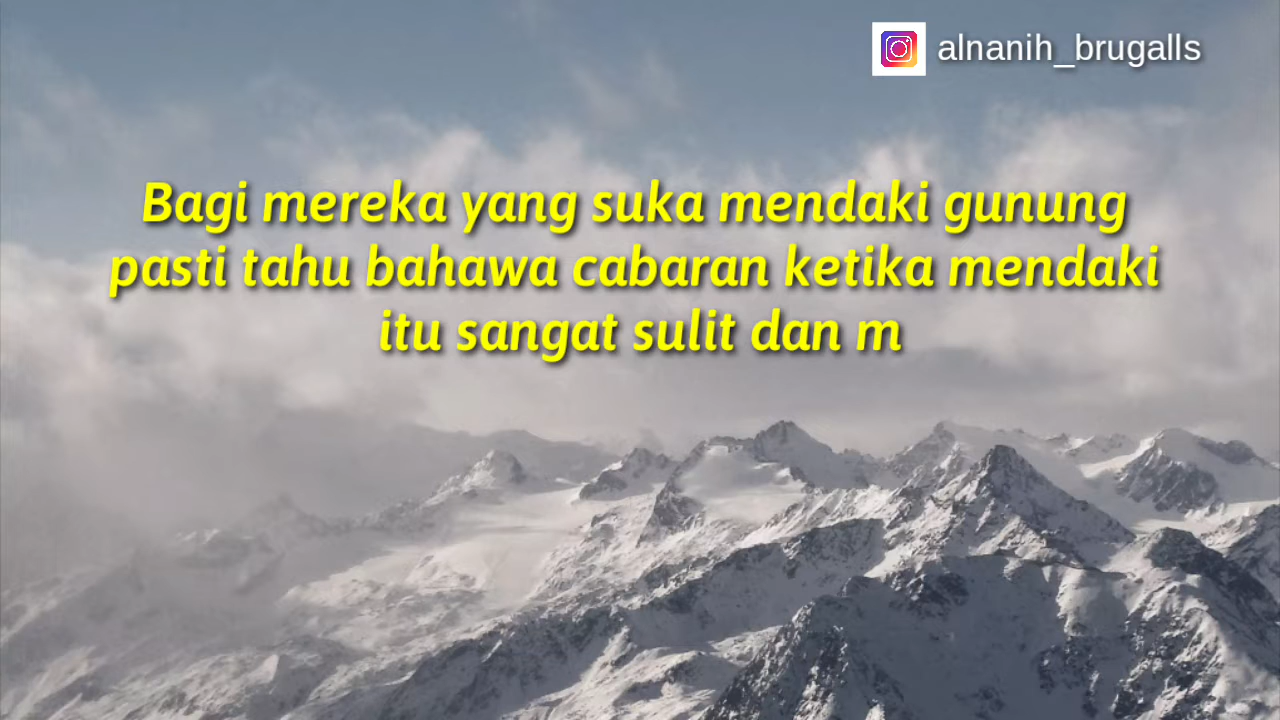 alnanih_brugalls
Bagi mereka yang suka mendaki gunung
pasti tahu bahawa cabaran ketika mendaki
itu sangat sulit dan m